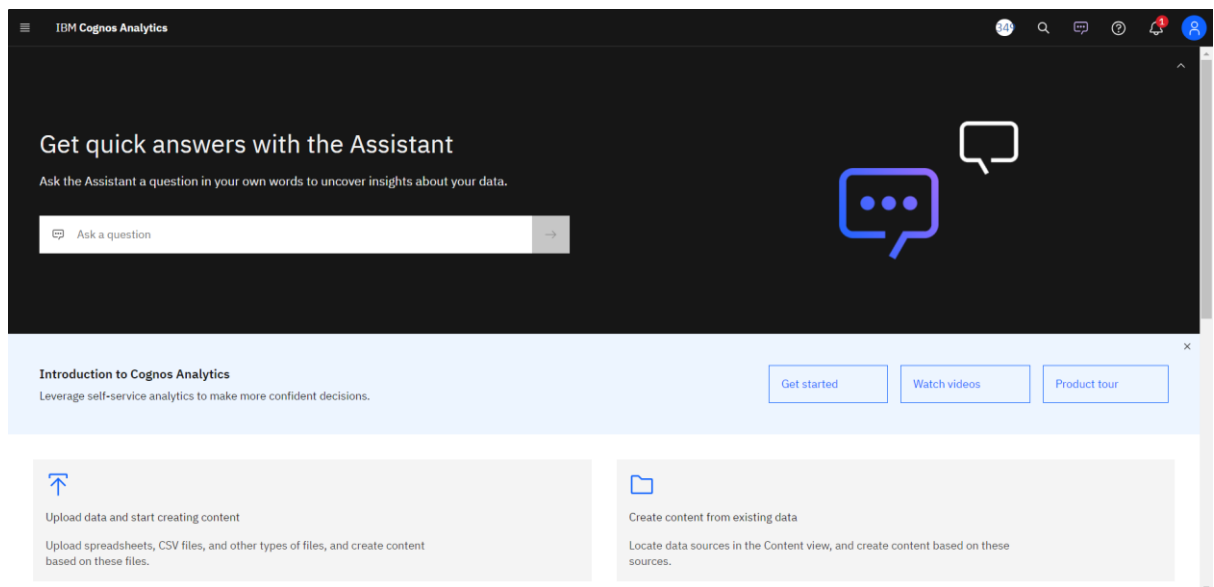 IBM Cognos Analytics
1
Get quick answers with the Assistant
Ask the Assistant a question in your own words to uncover insights about your data.
Ask a question
Introduction to Cognos Analytics
Leverage self-service analytics to make more confident decisions.
Get started
Watch videos
Product tour
Upload data and start creating content
Upload spreadsheets, CSV files, and other types of files, and create content
based on these files.
Create content from existing data
Locate data sources in the Content view, and create content based on these
sources.